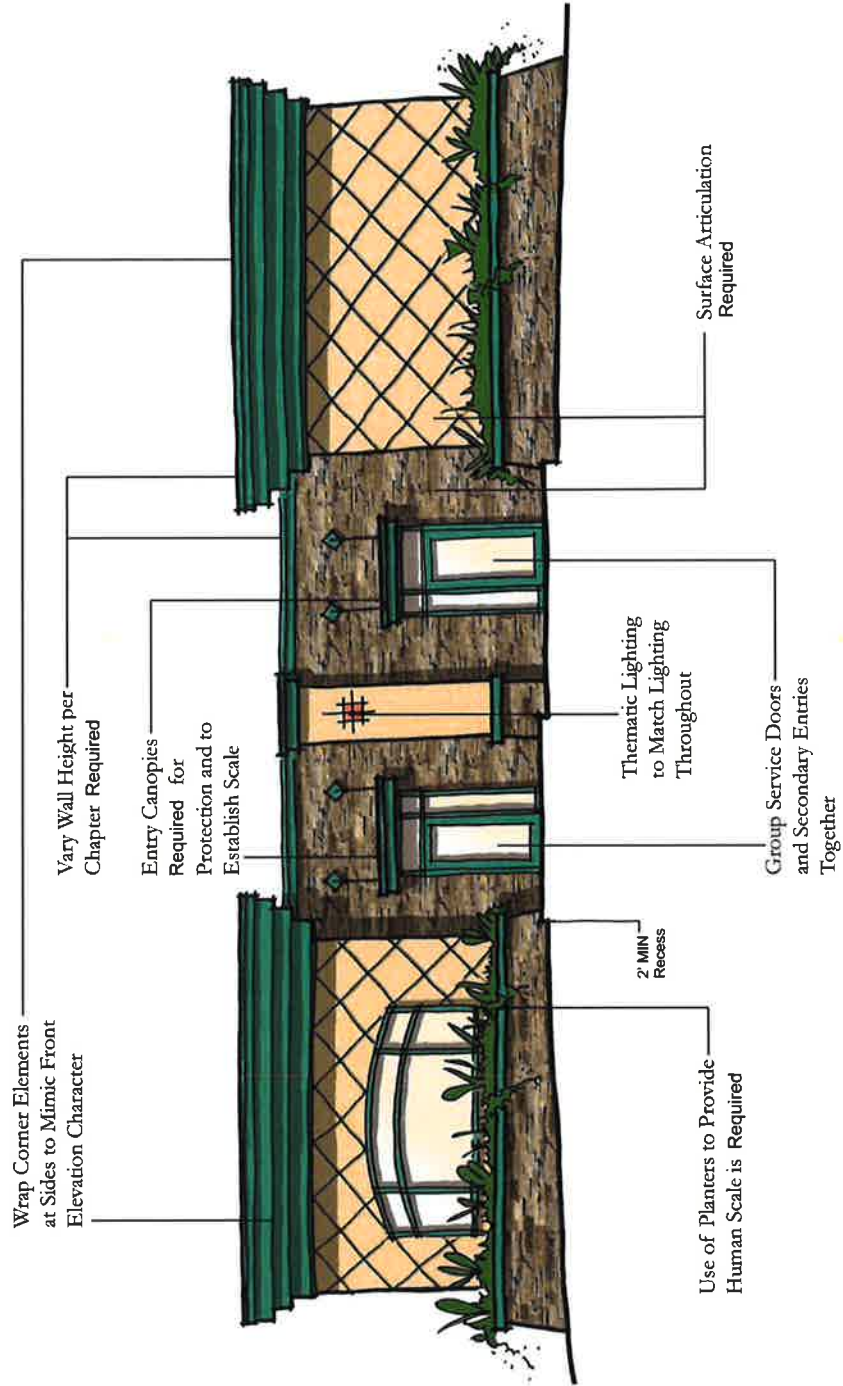 Wrap Corner Elements
at Sides to Mimic Front
Elevation Character
Vary Wall Height per
Chapter Required
Entry Canopies
Required for
Protection and to
Establish Scale
2' MIN
Recess
Use of Planters to Provide
Human Scale is Required
Group Service Doors
and Secondary Entries
Together
Thematic Lighting
to Match Lighting
Throughout
Surface Articulation
Required